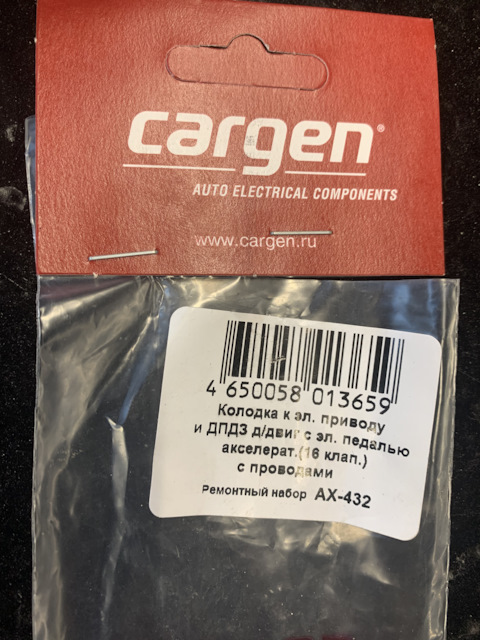 cargen®
AUTO ELECTRICAL COMPONENTS
www.cargen.ru
4 650058 013659
Колодка к эл. приводу
и ДПДЗ д/двиг с эл. педалью
акселерат.(16 клап.)
с проводами
Ремонтный набор АХ-432